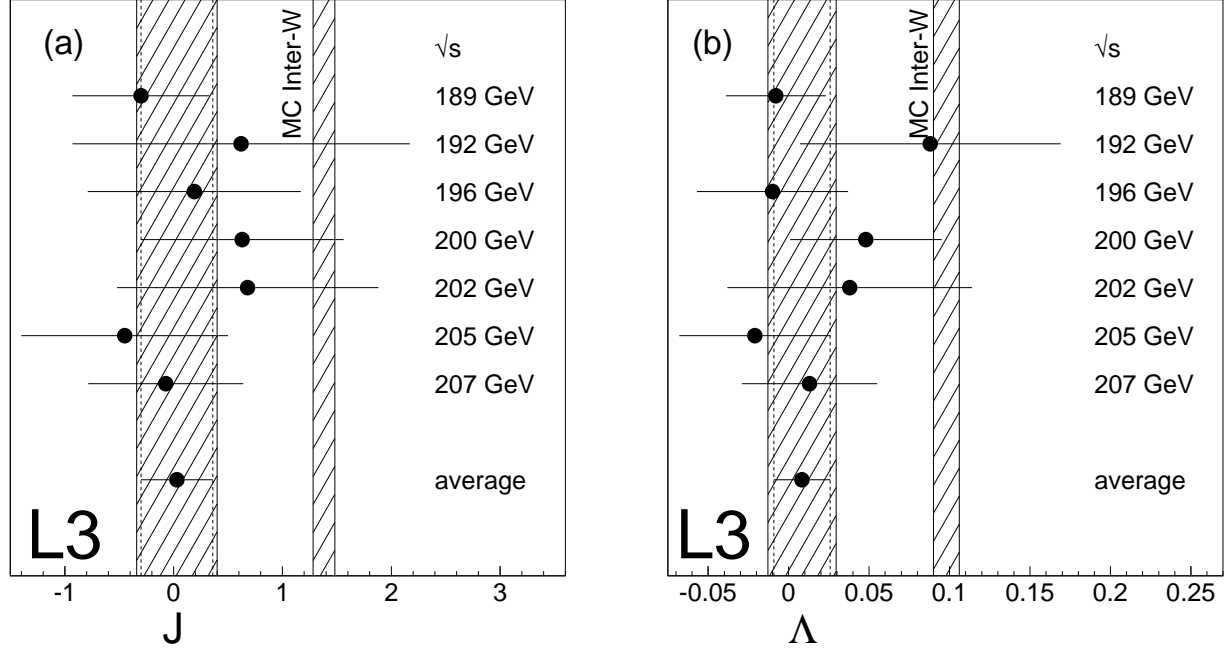 (a)
MC Inter-W
√s
189 GeV
192 GeV
196 GeV
200 GeV
202 GeV
205 GeV
207 GeV
average
L3
-1 0 1 2 3
J
(b)
MC Inter-W
√s
189 GeV
192 GeV
196 GeV
200 GeV
202 GeV
205 GeV
207 GeV
average
L3
-0.05 0 0.05 0.1 0.15 0.2 0.25
Λ